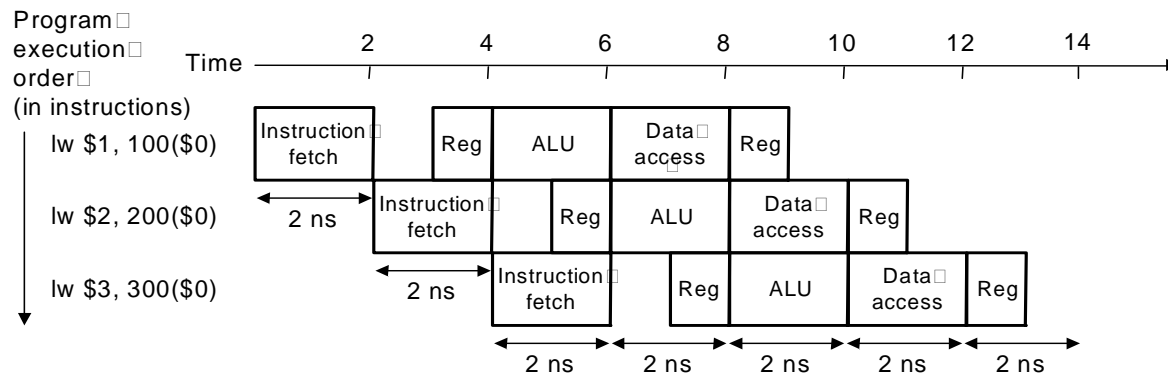 Program
execution
order
(in instructions)
Time
2 4 6 8 10 12 14
lw $1, 100($0)
Instruction
fetch
Reg
ALU
Data
access
Reg
2 ns
lw $2, 200($0)
Instruction
fetch
Reg
ALU
Data
access
Reg
2 ns
lw $3, 300($0)
Instruction
fetch
Reg
ALU
Data
access
Reg
2 ns 2 ns 2 ns 2 ns 2 ns